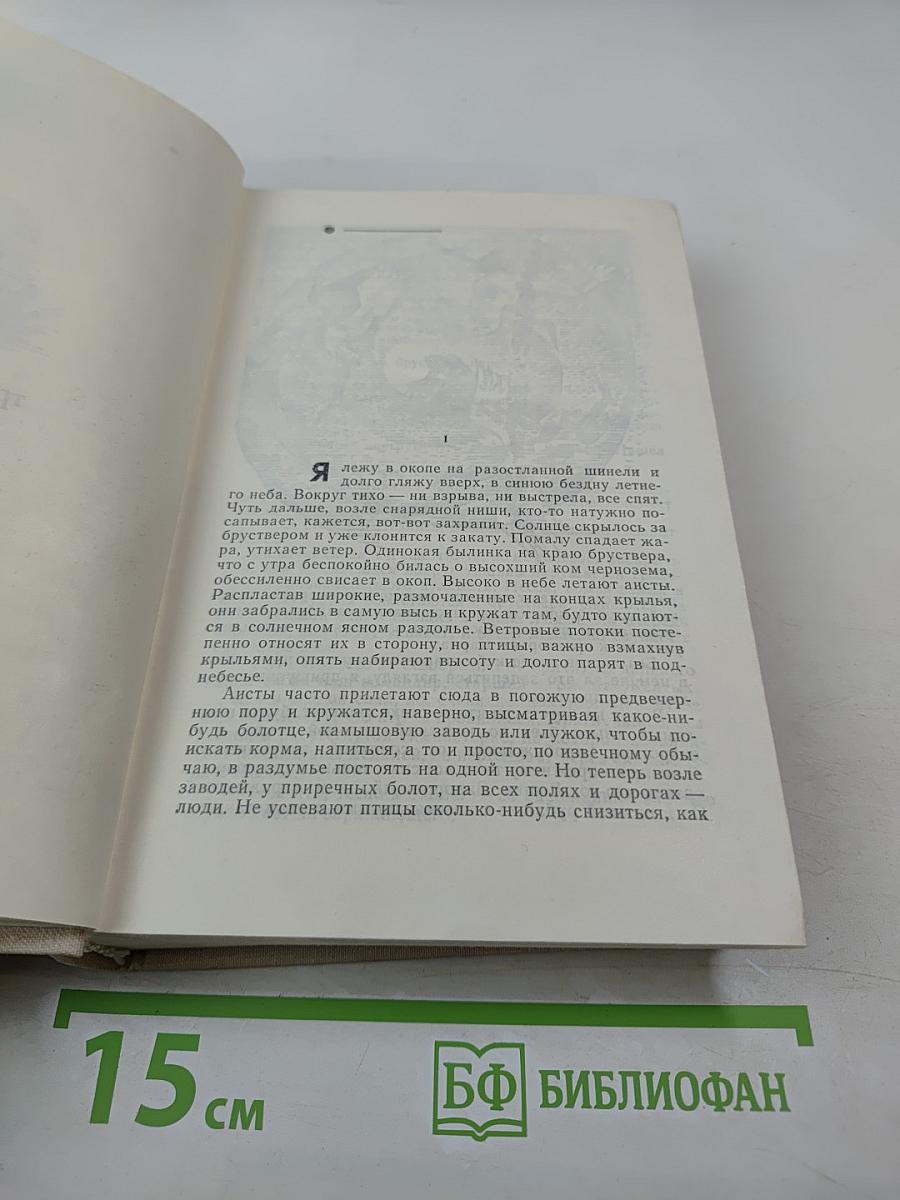 1
Я лежу в окопе на разостланной шинели и
долго гляжу вверх, в синюю бездну летне-
го неба. Вокруг тихо — ни взрыва, ни выстрела, все спят.
Чуть дальше, возле снарядной ниши, кто-то натужно по-
сапывает, кажется, вот-вот захрапит. Солнце скрылось за
бруствером и уже клонится к закату. Помалу спадает жа-
ра, утихает ветер. Одинокая былинка на краю бруствера,
что с утра беспокойно билась о высохший ком чернозема,
обессиленно свисает в окоп. Высоко в небе летают аисты.
Распластав широкие, размочаленные на концах крылья,
они забрались в самую высь и кружат там, будто купают-
ся в солнечном ясном раздолье. Ветровые потоки посте-
пенно относят их в сторону, но птицы, важно взмахнув
крыльями, опять набирают высоту и долго парят в под-
небесье.
Аисты часто прилетают сюда в погожую предвечер-
нюю пору и кружатся, наверно, высматривая какое-ни-
будь болотце, камышовую заводь или лужок, чтобы по-
искать корма, напиться, а то и просто, по извечному обы-
чаю, в раздумье постоять на одной ноге. Но теперь возле
заводей, у приречных болот, на всех полях и дорогах —
люди. Не успевают птицы сколько-нибудь снизиться, как
15 см
БФ БИБЛИОФАН